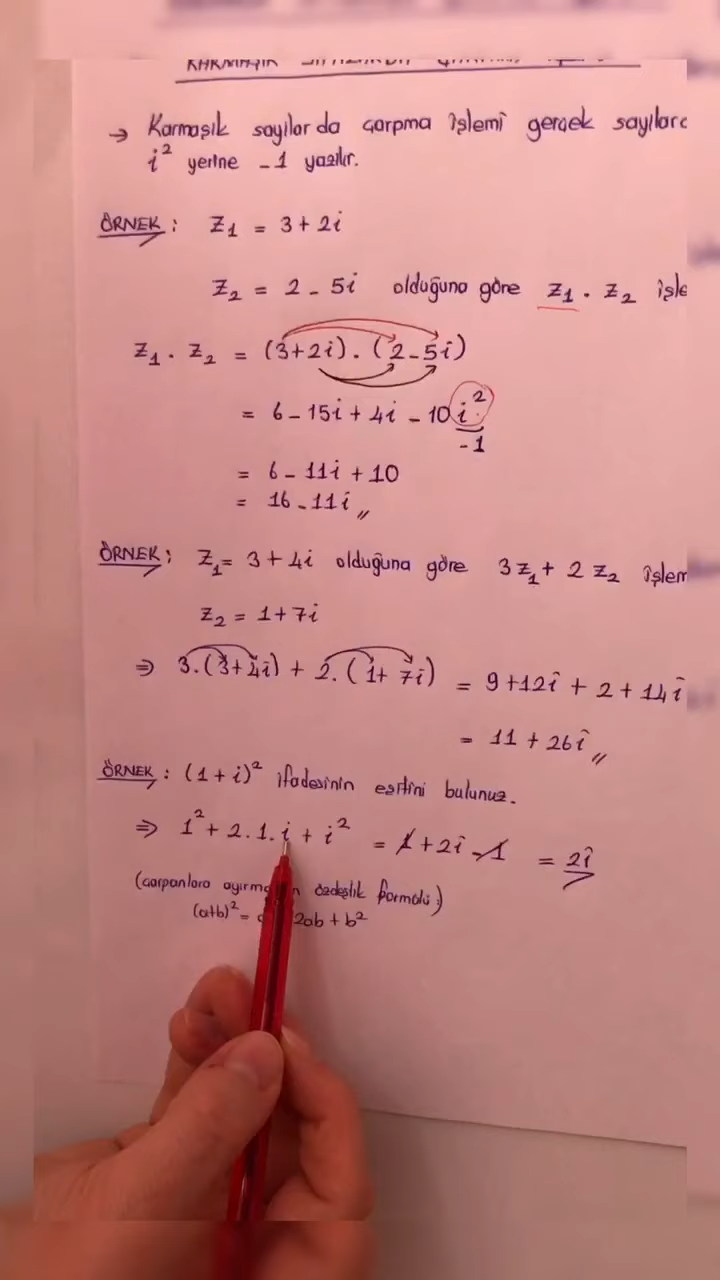 → Karmaşık sayılarda çarpma işlemi gerçek
i² yerine -1 yazılır.
ÖRNEK: z₁ = 3 + 2i
z₂ = 2 - 5i olduğuna göre z₁ . z₂
z₁ . z₂ = (3+2i) . (2-5i)
= 6 - 15i + 4i - 10i²
-1
= 6 - 11i + 10
= 16 - 11i //
ÖRNEK: z₁ = 3 + 4i olduğuna göre 3z₁ + 2z₂
z₂ = 1 + 7i
⇒ 3.(3+4i) + 2.(1+7i) = 9 + 12i + 2 + 14i
= 11 + 26i //
ÖRNEK: (1+i)² ifadesinin eşitini bulunuz.
⇒ 1² + 2.1.i + i² = 1 + 2i - 1 = 2i
(Çarpanlara özdeşlik formülü:)
(a+b)² = 2ab + b²